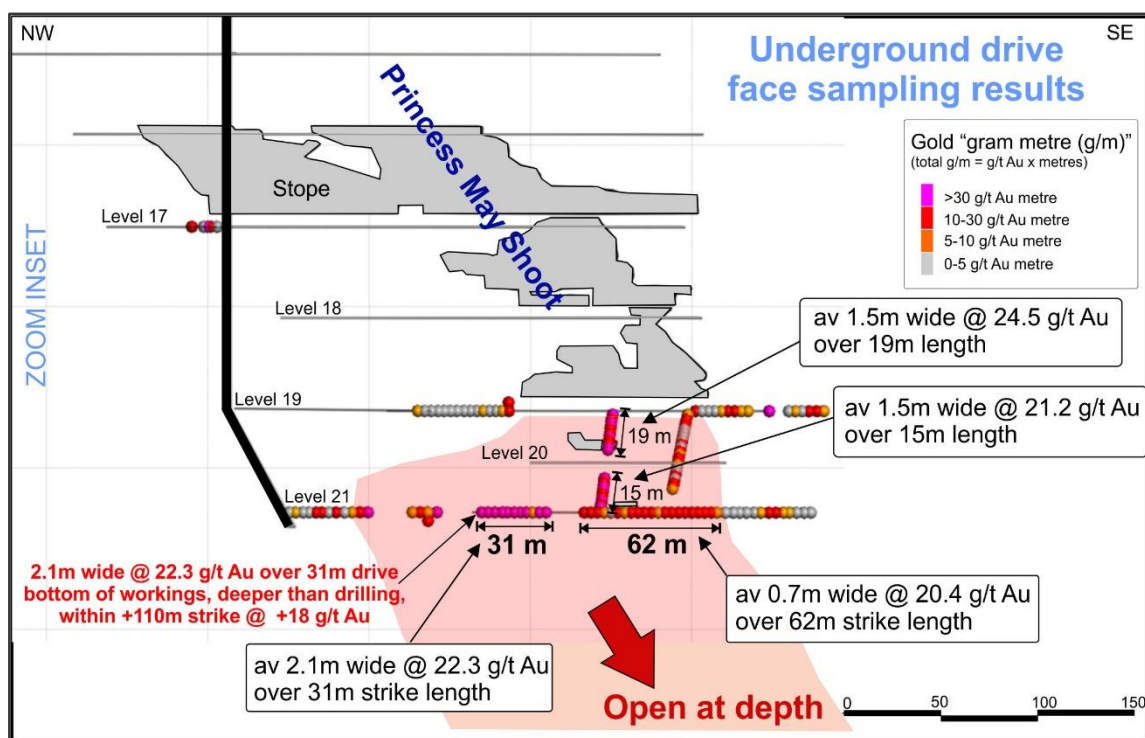 NW
SE
Underground drive
face sampling results
ZOOM INSET
Princess May Shoot
Gold “gram metre (g/m)”
(total g/m = g/t Au x metres)
>30 g/t Au metre
10-30 g/t Au metre
5-10 g/t Au metre
0-5 g/t Au metre
Stope
Level 17
Level 18
av 1.5m wide @ 24.5 g/t Au
over 19m length
Level 19
av 1.5m wide @ 21.2 g/t Au
over 15m length
19 m
Level 20
15 m
Level 21
31 m
62 m
2.1m wide @ 22.3 g/t Au over 31m drive
bottom of workings, deeper than drilling,
within +110m strike @ +18 g/t Au
av 0.7m wide @ 20.4 g/t Au
over 62m strike length
av 2.1m wide @ 22.3 g/t Au
over 31m strike length
Open at depth
0
50
100
150